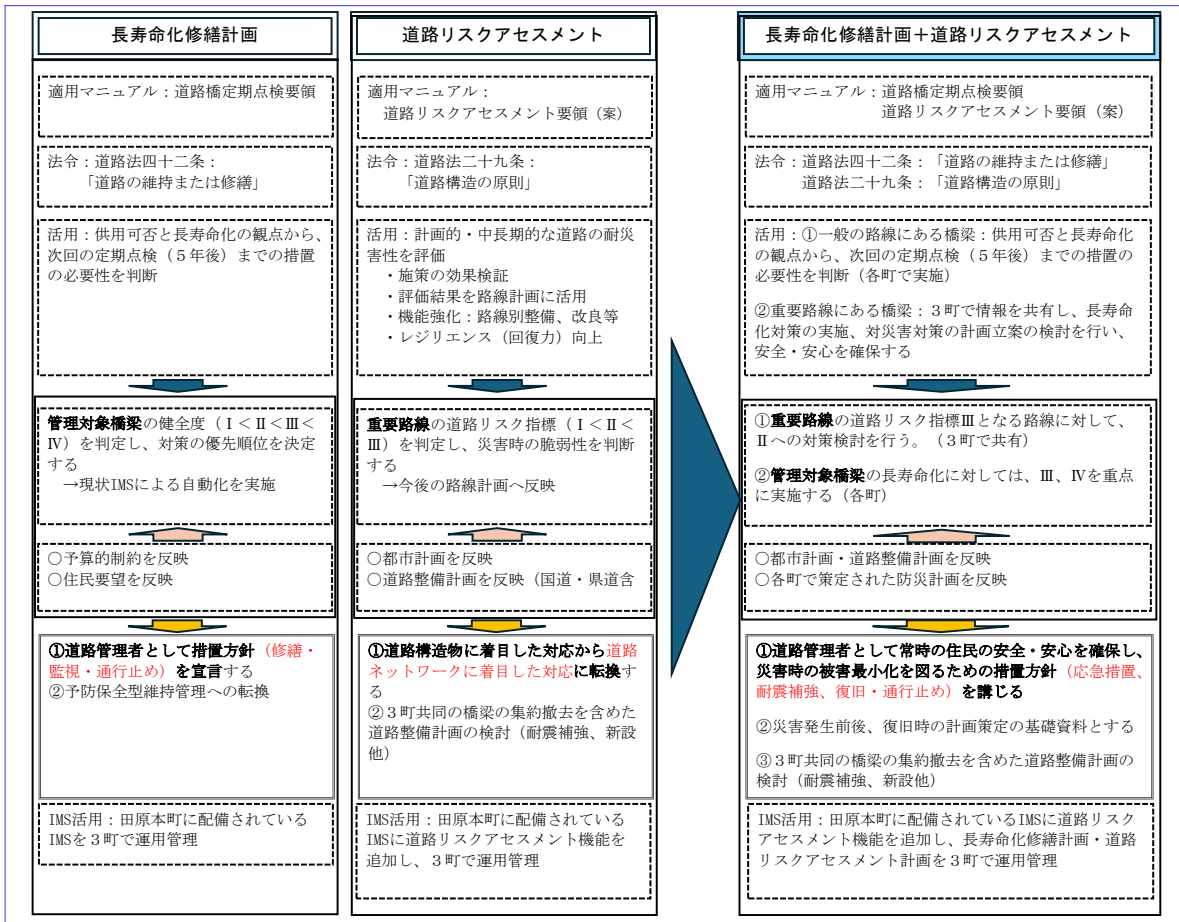 長寿命化修繕計画
適用マニュアル：道路橋定期点検要領
法令：道路法四十二条：
「道路の維持または修繕」
活用：供用可否と長寿命化の観点から、
次回の定期点検（５年後）までの措置
の必要性を判断
管理対象橋梁の健全度（Ⅰ＜Ⅱ＜Ⅲ＜
Ⅳ）を判定し、対策の優先順位を決定
する
→現状IMSによる自動化を実施
○予算的制約を反映
○住民要望を反映
①道路管理者として措置方針（修繕・
監視・通行止め）を宣言する
②予防保全型維持管理への転換
IMS活用：田原本町に配備されている
IMSを３町で運用管理
道路リスクアセスメント
適用マニュアル：
道路リスクアセスメント要領（案）
法令：道路法二十九条：
「道路構造の原則」
活用：計画的・中長期的な道路の耐災
害性を評価
・施策の効果検証
・評価結果を路線計画に活用
・機能強化：路線別整備、改良等
・レジリエンス（回復力）向上
重要路線の道路リスク指標（Ⅰ＜Ⅱ＜
Ⅲ）を判定し、災害時の脆弱性を判断
する
→今後の路線計画へ反映
○都市計画を反映
○道路整備計画を反映（国道・県道含
①道路構造物に着目した対応から道路
ネットワークに着目した対応に転換す
る
②３町共同の橋梁の集約撤去を含めた
道路整備計画の検討（耐震補強、新設
他）
IMS活用：田原本町に配備されている
IMSに道路リスクアセスメント機能を
追加し、３町で運用管理
長寿命化修繕計画＋道路リスクアセスメント
適用マニュアル：道路橋定期点検要領
道路リスクアセスメント要領（案）
法令：道路法四十二条：「道路の維持または修繕」
道路法二十九条：「道路構造の原則」
活用：①一般の路線にある橋梁：供用可否と長寿命化
の観点から、次回の定期点検（５年後）までの措置の
必要性を判断（各町で実施）
②重要路線にある橋梁：３町で情報を共有し、長寿命
化対策の実施、対災害対策の計画立案の検討を行い、
安全・安心を確保する
①重要路線の道路リスク指標Ⅲとなる路線に対して、
Ⅱへの対策検討を行う。（３町で共有）
②管理対象橋梁の長寿命化に対しては、Ⅲ、Ⅳを重点
に実施する（各町）
○都市計画・道路整備計画を反映
○各町で策定された防災計画を反映
①道路管理者として常時の住民の安全・安心を確保し、
災害時の被害最小化を図るための措置方針（応急措置、
耐震補強、復旧・通行止め）を講じる
②災害発生前後、復旧時の計画策定の基礎資料とする
③３町共同の橋梁の集約撤去を含めた道路整備計画の
検討（耐震補強、新設他）
IMS活用：田原本町に配備されているIMSに道路リスク
アセスメント機能を追加し、長寿命化修繕計画・道路
リスクアセスメント計画を３町で運用管理